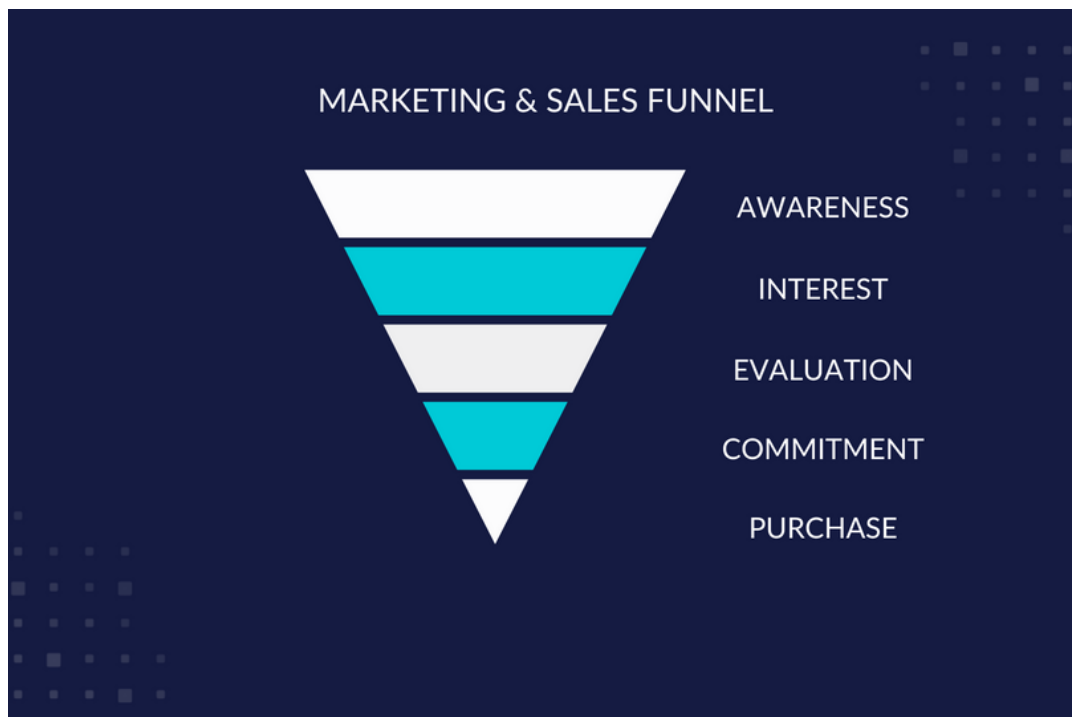 MARKETING & SALES FUNNEL
AWARENESS
INTEREST
EVALUATION
COMMITMENT
PURCHASE